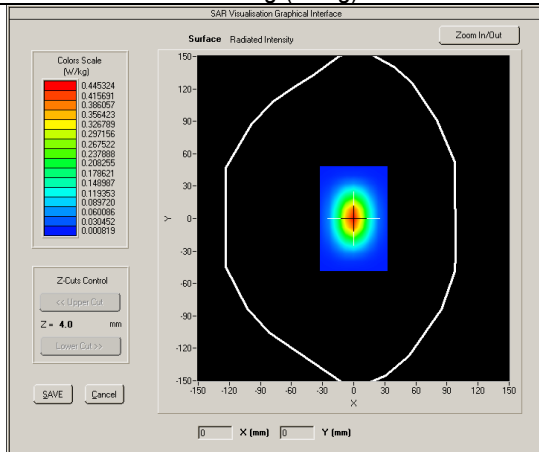 SAR Visualisation Graphical Interface
Surface Radiated Intensity
Zoom In/Out
Colors Scale
(W/kg)
0.445324
0.415691
0.386057
0.356423
0.326789
0.297156
0.267522
0.237888
0.208255
0.178621
0.148987
0.119353
0.089720
0.060086
0.030452
0.000819
150
120
90
60
30
0
-30
-60
-90
-120
-150
Y
-150 -120 -90 -60 -30 0 30 60 90 120 150
X
Z-Cuts Control
<< Upper Cut
Z = 4.0 mm
Lower Cut >>
SAVE Cancel
0 X (mm) 0 Y (mm)